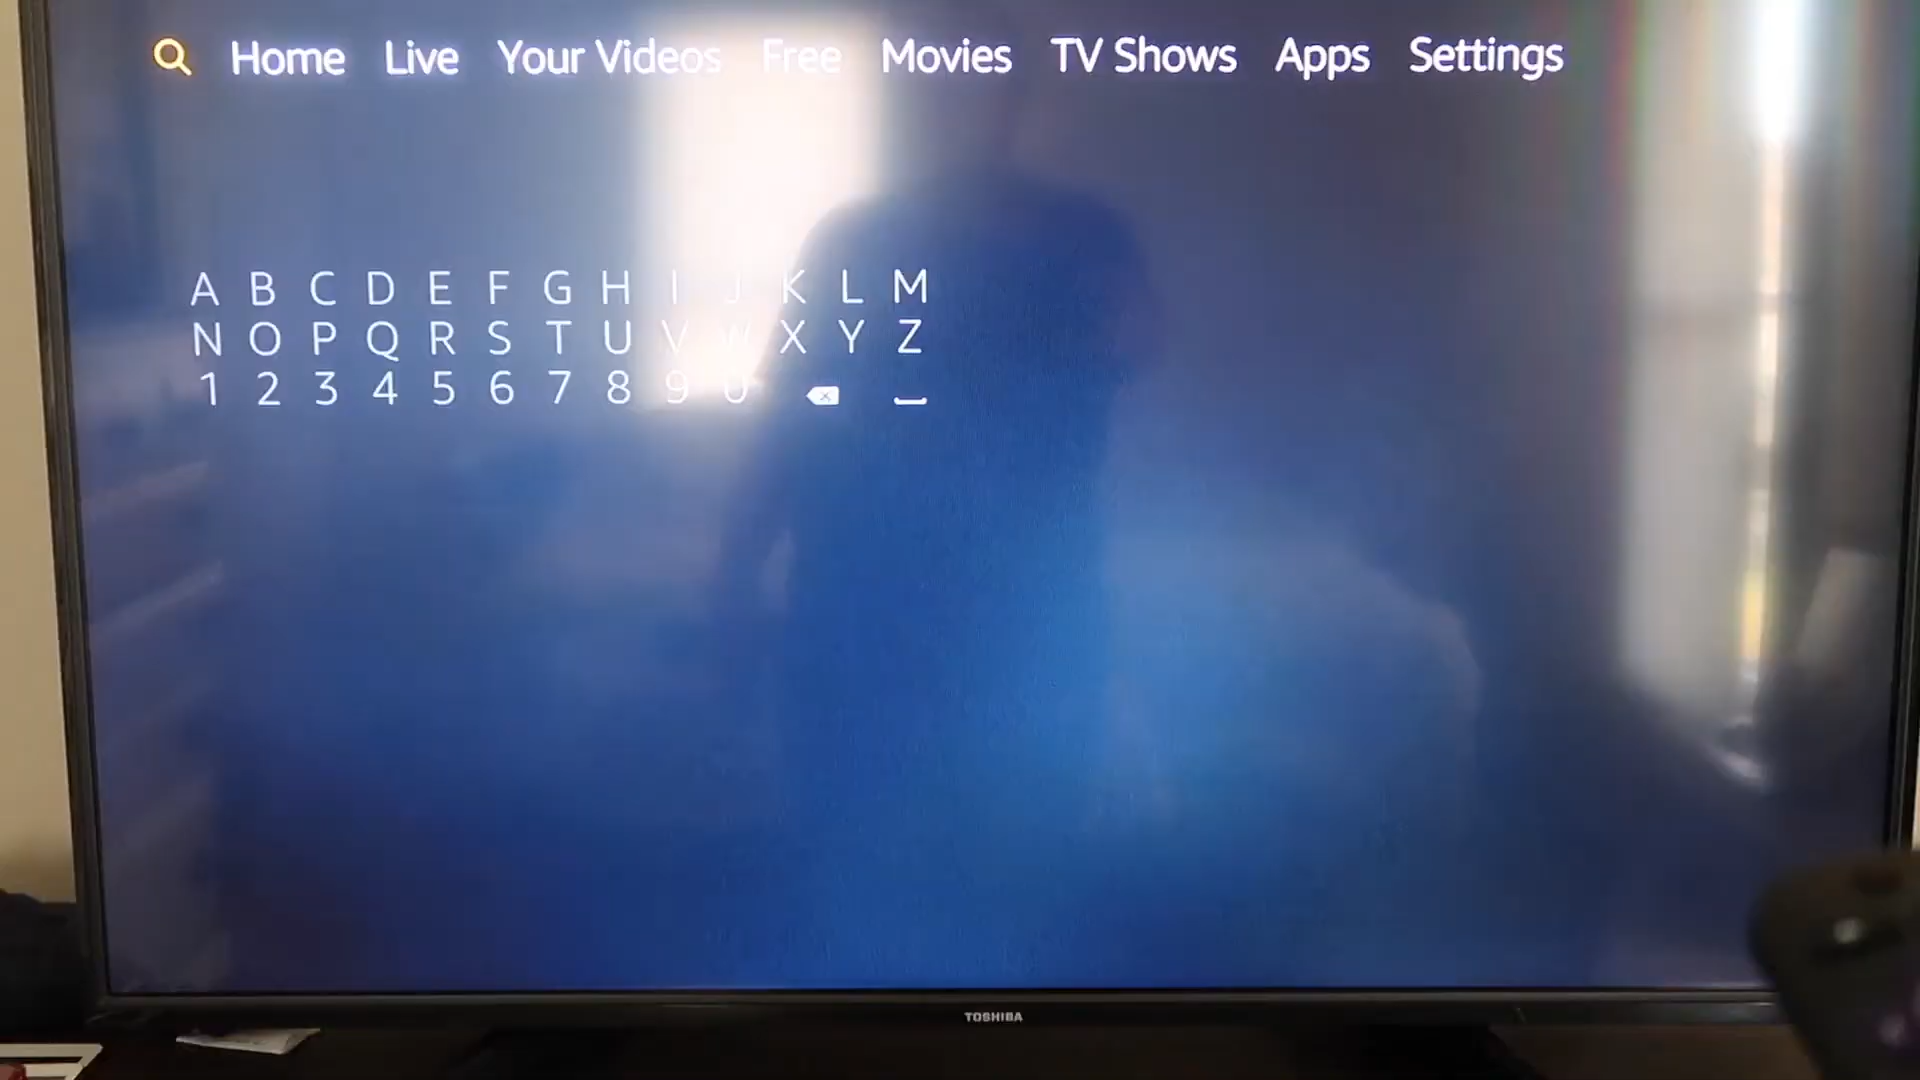 Home Live Your Videos Free Movies TV Shows Apps Settings
A B C D E F G H I J K L M
N O P Q R S T U V W X Y Z
1 2 3 4 5 6 7 8 9 0
TOSHIBA